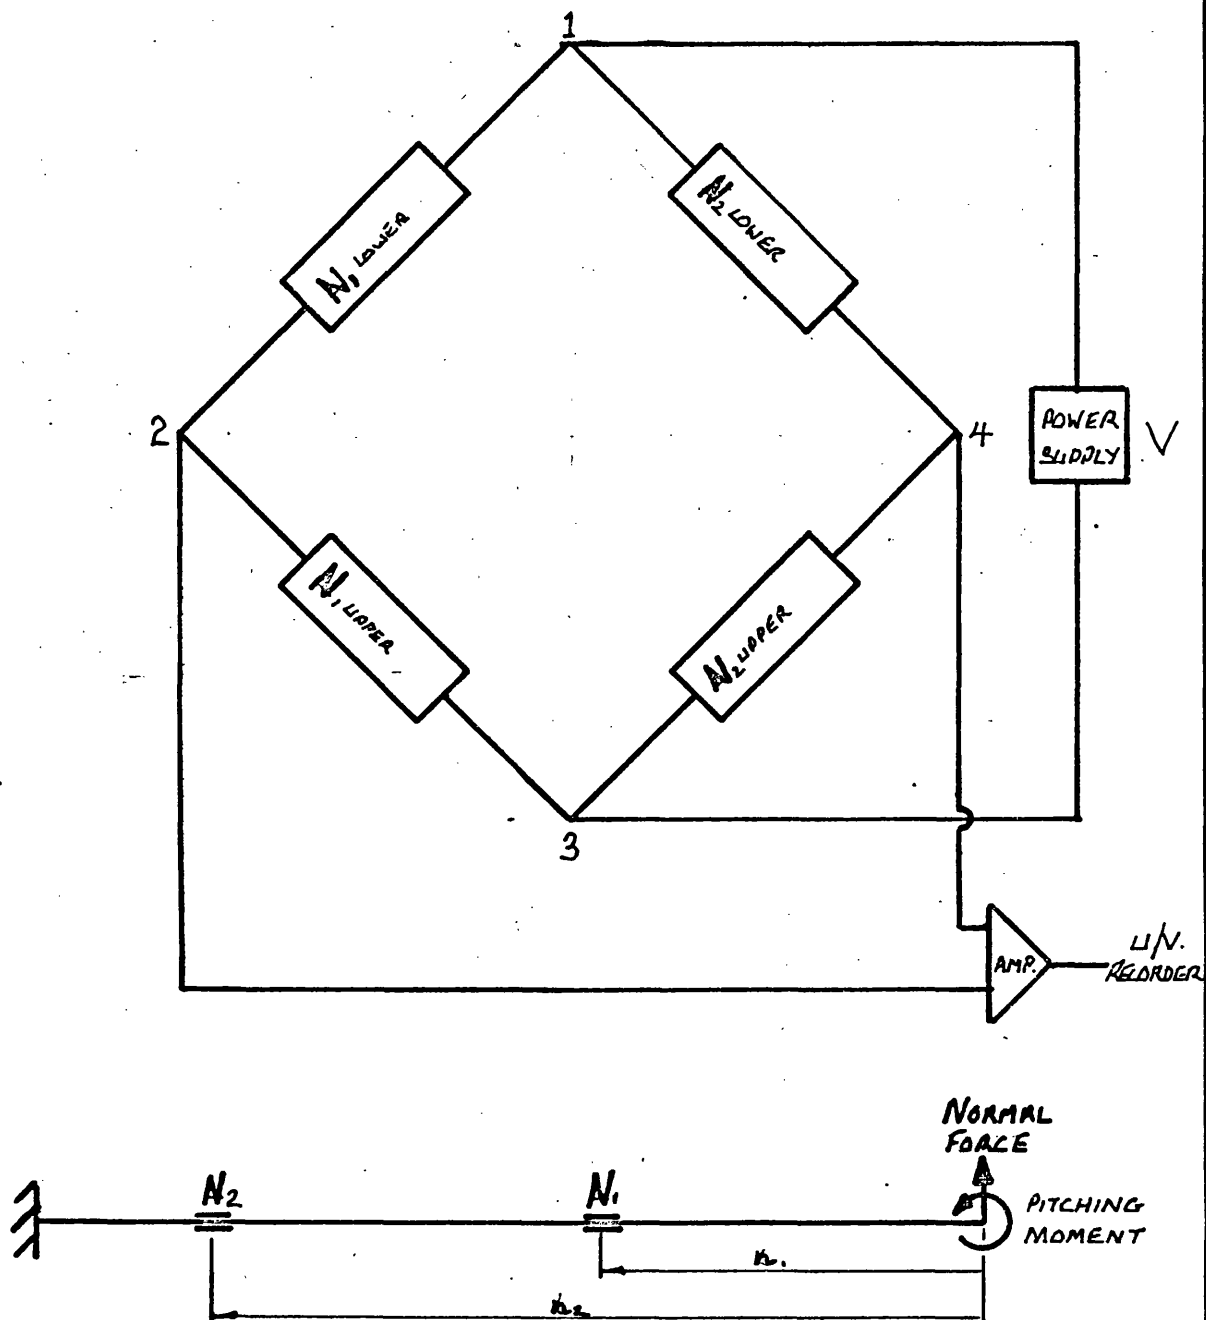 1
N₁ LOWER
N₂ LOWER
2
4
POWER
SUPPLY
V
N₁ UPPER
N₂ UPPER
3
AMP.
U/V.
RECORDER
NORMAL
FORCE
N₂
N₁
PITCHING
MOMENT